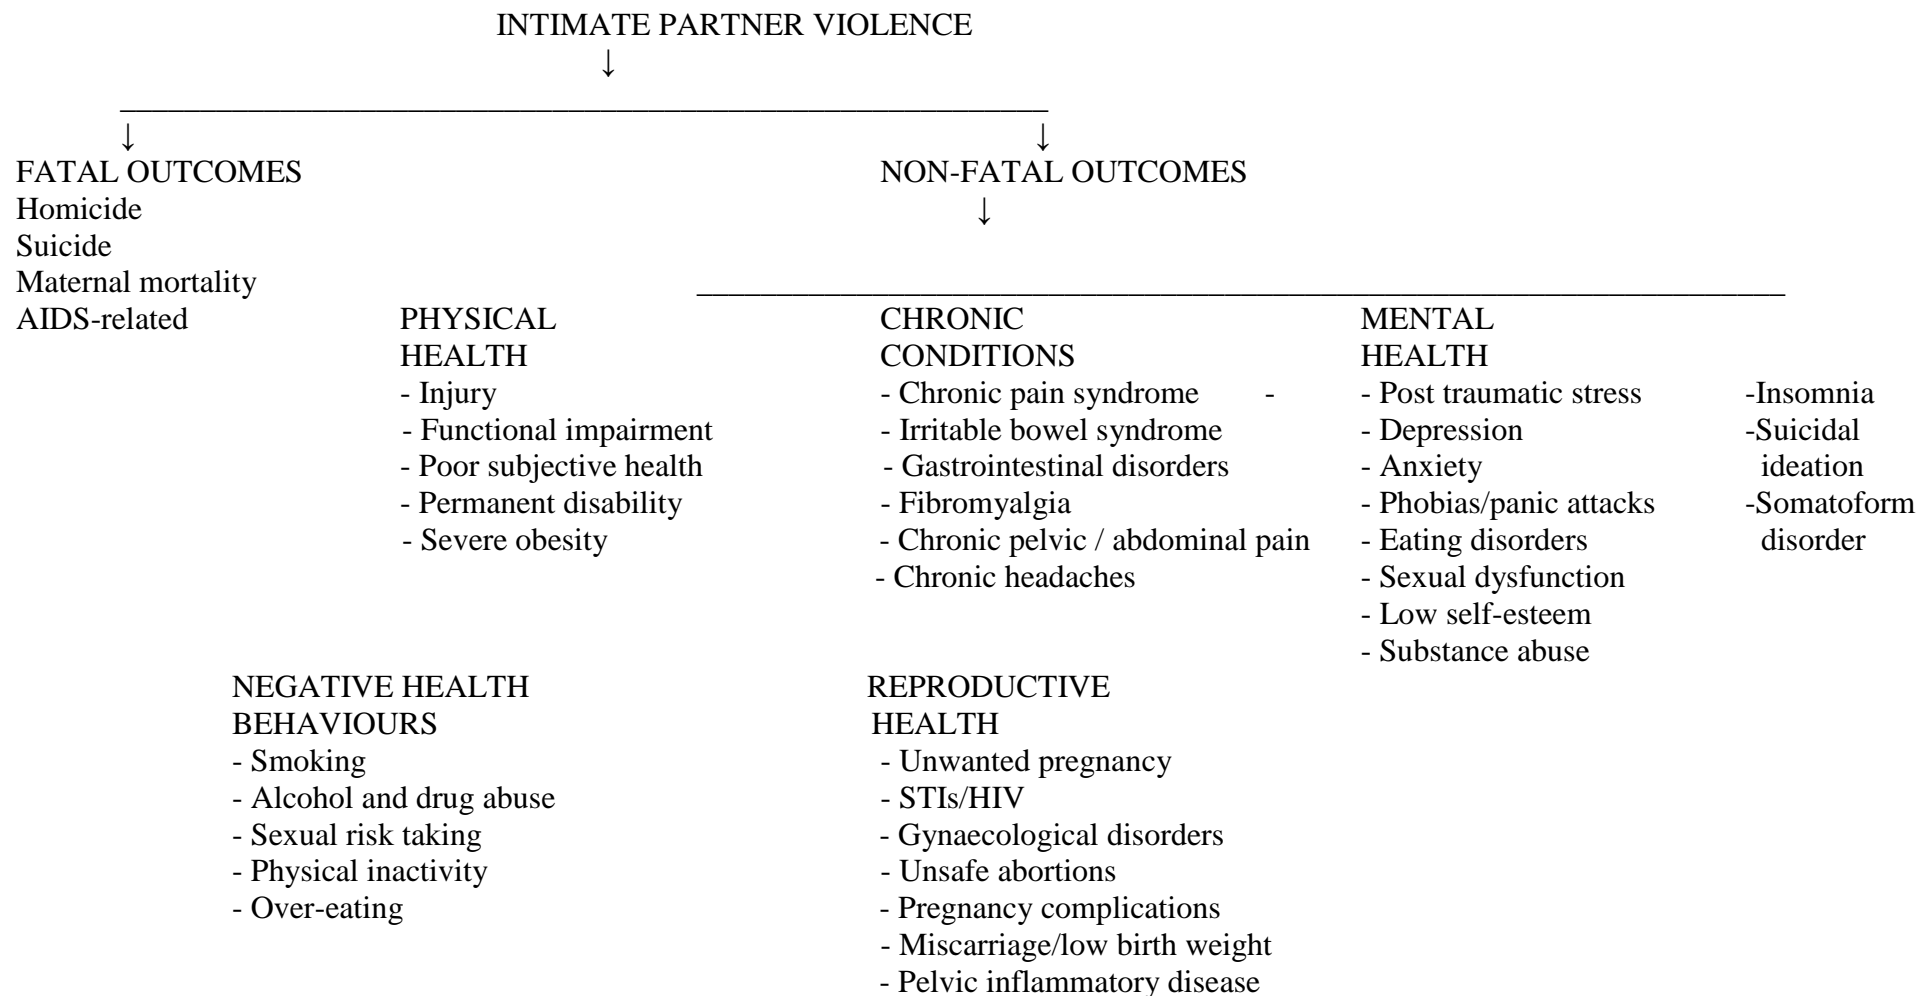 INTIMATE PARTNER VIOLENCE
↓
↓ ↓
FATAL OUTCOMES NON-FATAL OUTCOMES
Homicide ↓
Suicide
Maternal mortality
AIDS-related PHYSICAL CHRONIC MENTAL
HEALTH CONDITIONS HEALTH
- Injury - Chronic pain syndrome - - Post traumatic stress -Insomnia
- Functional impairment - Irritable bowel syndrome - Depression -Suicidal
- Poor subjective health - Gastrointestinal disorders - Anxiety ideation
- Permanent disability - Fibromyalgia - Phobias/panic attacks -Somatoform
- Severe obesity - Chronic pelvic / abdominal pain - Eating disorders disorder
- Chronic headaches - Sexual dysfunction
- Low self-esteem
- Substance abuse
NEGATIVE HEALTH REPRODUCTIVE
BEHAVIOURS HEALTH
- Smoking - Unwanted pregnancy
- Alcohol and drug abuse - STIs/HIV
- Sexual risk taking - Gynaecological disorders
- Physical inactivity - Unsafe abortions
- Over-eating - Pregnancy complications
- Miscarriage/low birth weight
- Pelvic inflammatory disease